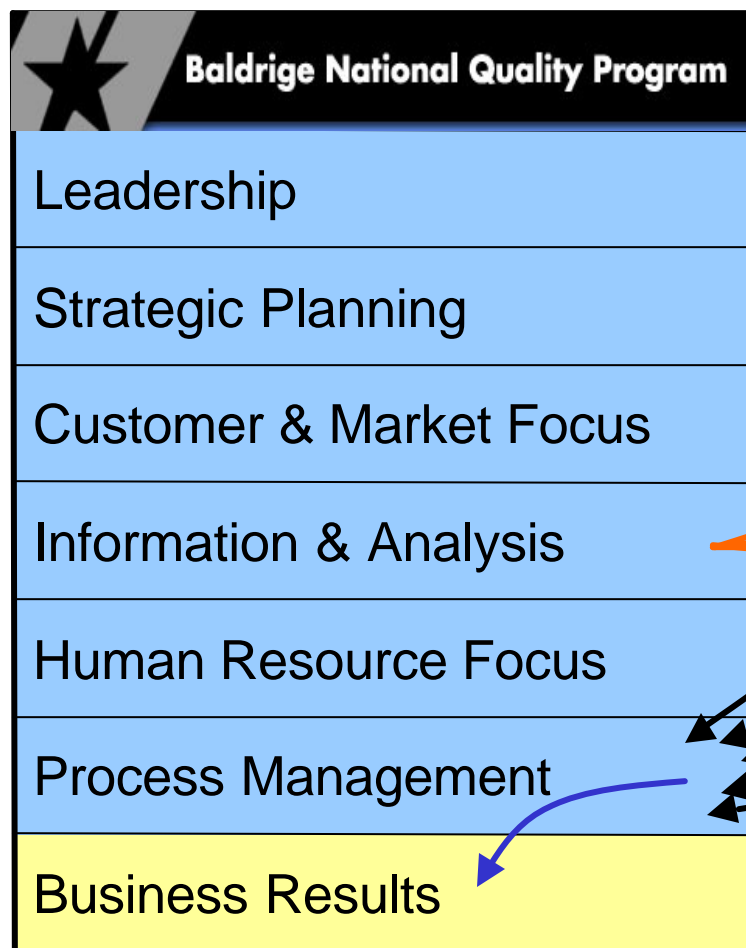 Baldrige National Quality Program
Leadership
Strategic Planning
Customer & Market Focus
Information & Analysis
Human Resource Focus
Process Management
Business Results